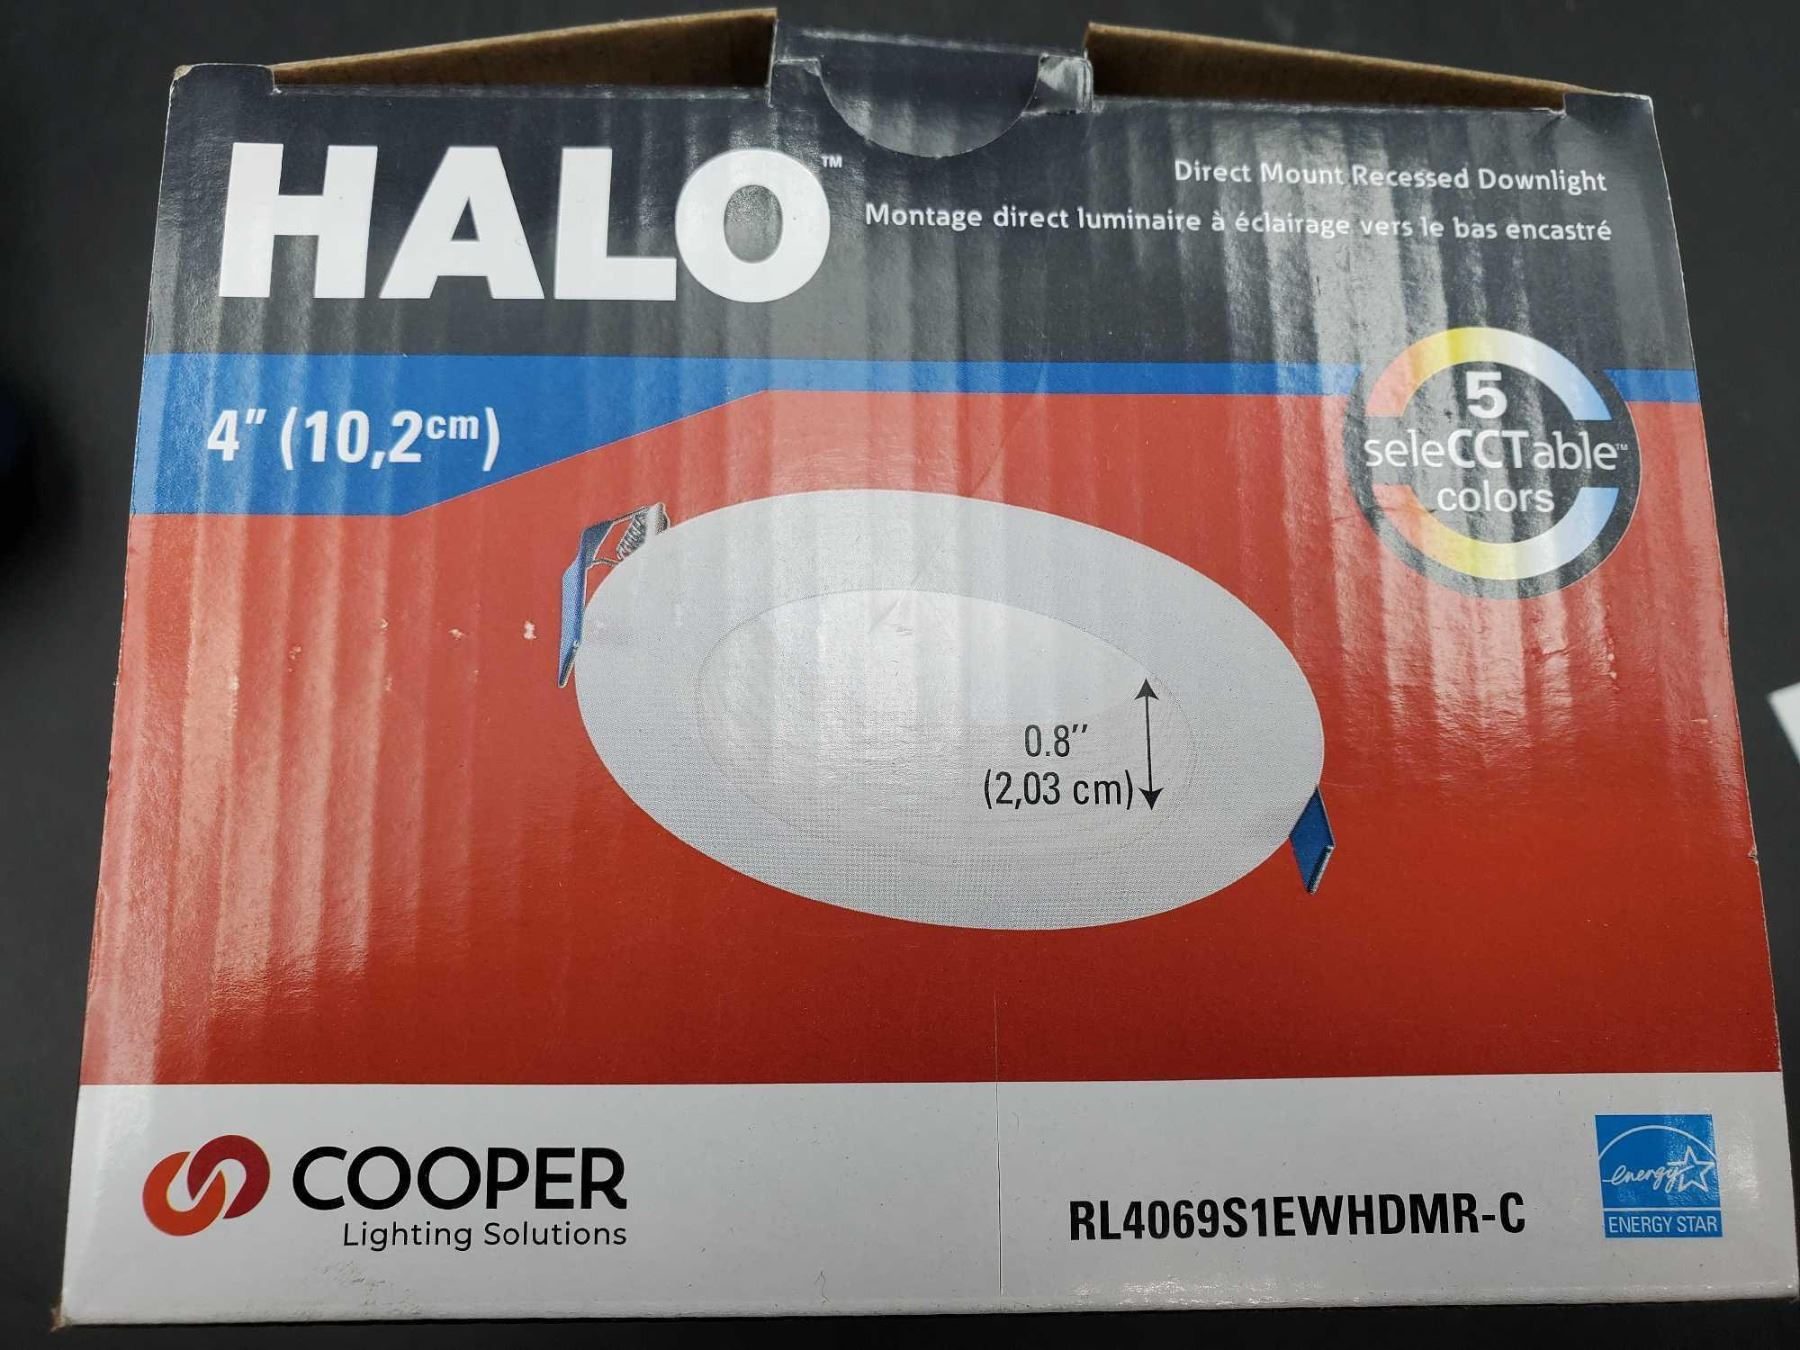 HALO™
Direct Mount Recessed Downlight
Montage direct luminaire à éclairage vers le bas encastré
4" (10,2cm)
5
seleCCTable™
colors
0.8"
(2,03 cm)
COOPER
Lighting Solutions
RL4069S1EWHDMR-C
energy
ENERGY STAR